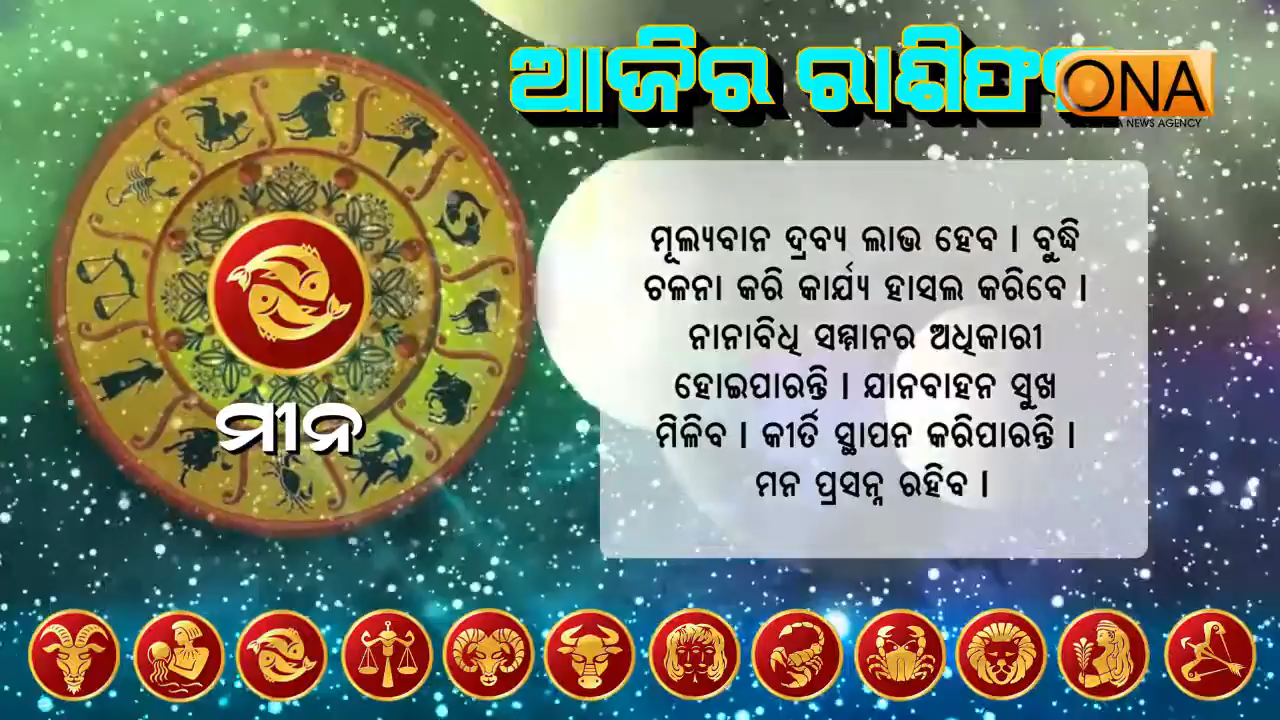 ଆଜିର
ONA
NEWS AGENCY
ମୂଲ୍ୟବାନ ଦ୍ରବ୍ୟ ଲାଭ ହେବ । ବୁଦ୍ଧି
ଚଳନା କରି କାର୍ଯ୍ୟ ହାସଲ କରିବେ ।
ନାନାବିଧି ସମ୍ମାନର ଅଧିକାରୀ
ହୋଇପାରନ୍ତି । ଯାନବାହନ ସୁଖ
ମିଳିବ । କୀର୍ତି ସ୍ଥାପନ କରିପାରନ୍ତି ।
ମନ ପ୍ରସନ୍ନ ରହିବ ।
ମୀନ